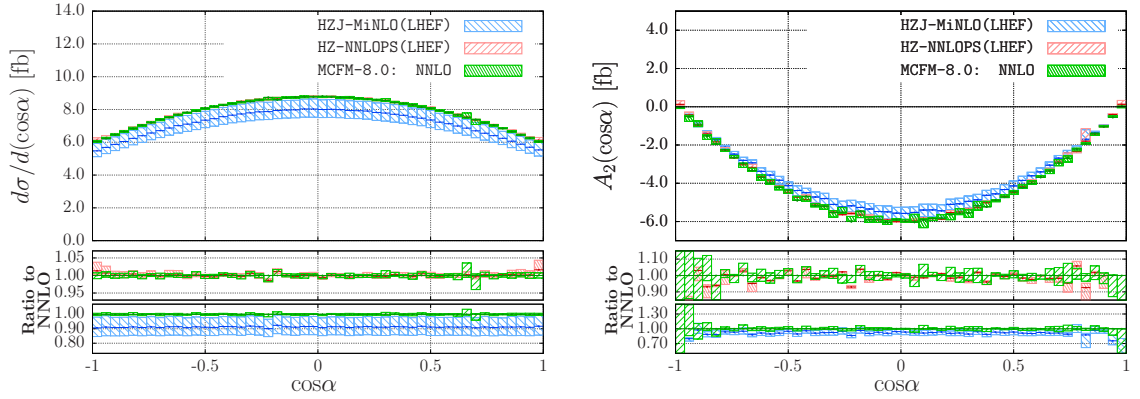 14.0
12.0
10.0
8.0
6.0
4.0
2.0
0.0
dσ/d(cosα) [fb]
HZJ-MiNLO(LHEF)
HZ-NNLOPS(LHEF)
MCFM-8.0: NNLO
1.05
1.00
0.95
1.00
0.90
Ratio to
NNLO
-1
-0.5
0
0.5
1
cosα
4.0
2.0
0.0
-2.0
-4.0
-6.0
A₂(cosα) [fb]
HZJ-MiNLO(LHEF)
HZ-NNLOPS(LHEF)
MCFM-8.0: NNLO
1.10
1.00
0.90
1.30
1.00
0.70
Ratio to
NNLO
-1
-0.5
0
0.5
1
cosα